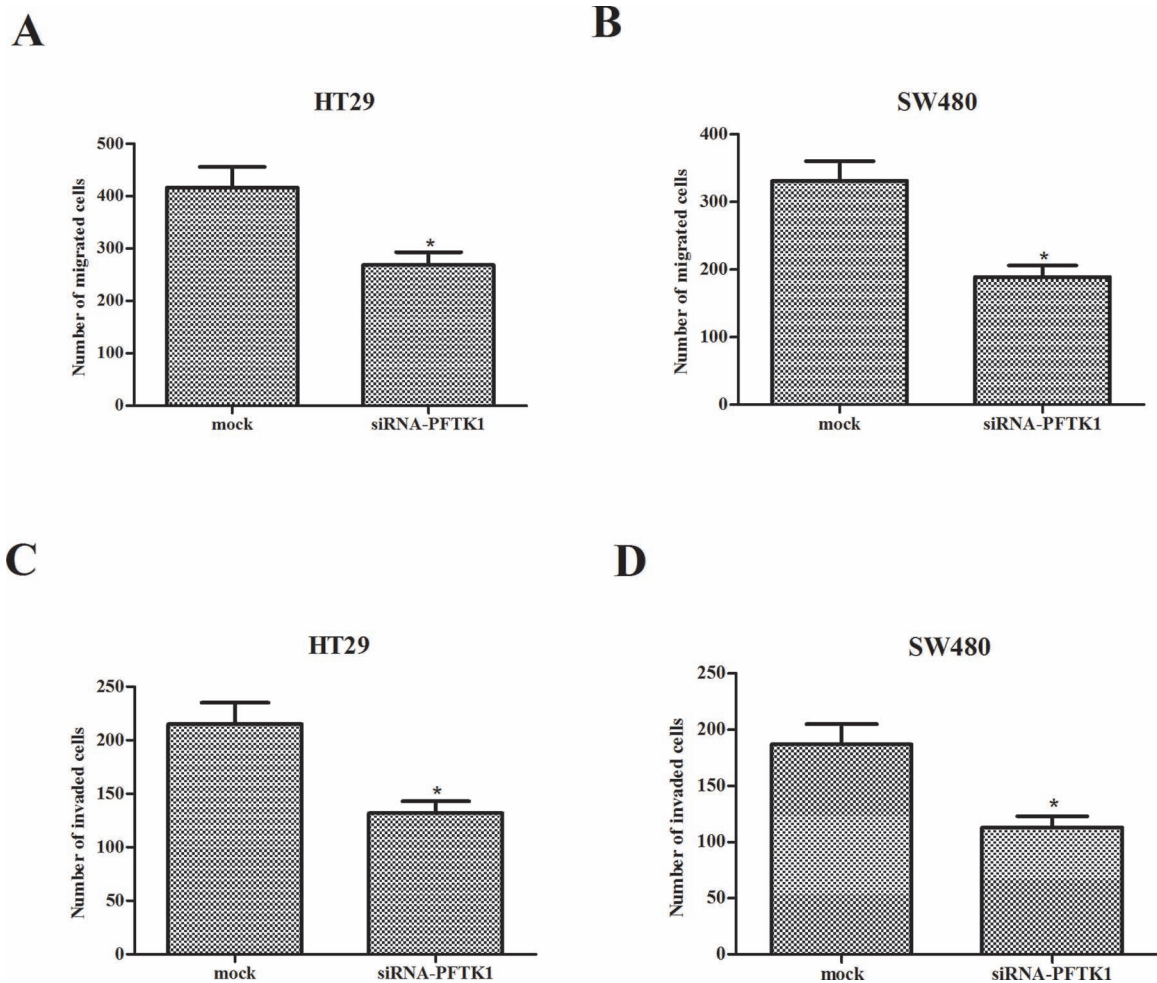 A
HT29
Number of migrated cells
500
400
300
200
100
0
*
mock
siRNA-PFTK1
B
SW480
Number of migrated cells
400
300
200
100
0
*
mock
siRNA-PFTK1
C
HT29
Number of invaded cells
250
200
150
100
50
0
*
mock
siRNA-PFTK1
D
SW480
Number of invaded cells
250
200
150
100
50
0
*
mock
siRNA-PFTK1